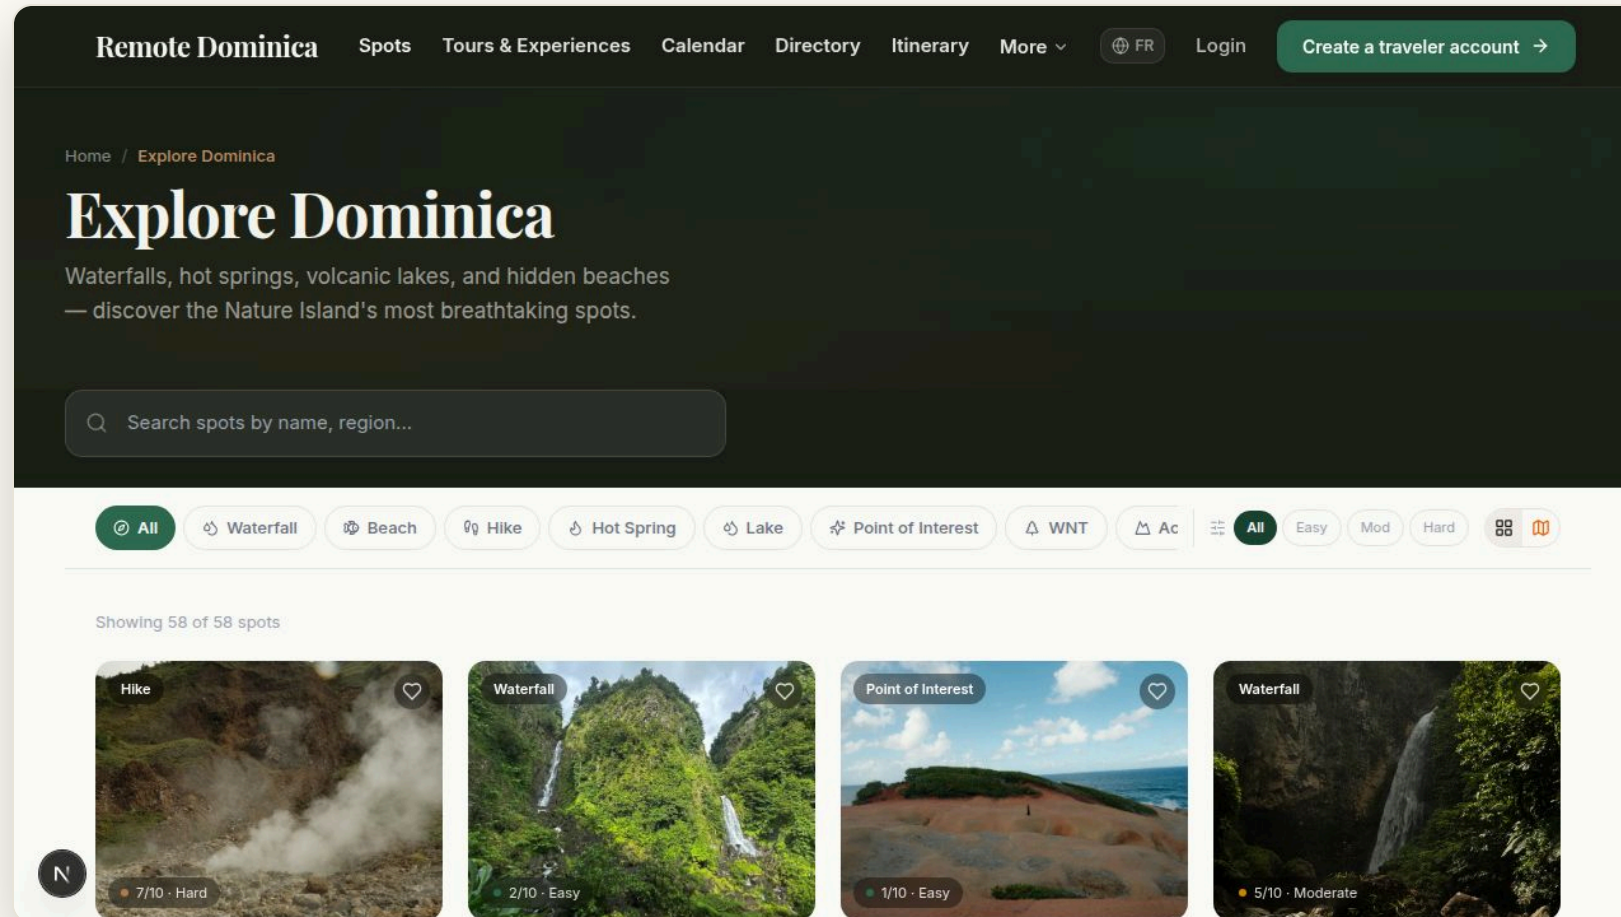 Remote Dominica
Spots
Tours & Experiences
Calendar
Directory
Itinerary
More
FR
Login
Create a traveler account
Home / Explore Dominica
Explore Dominica
Waterfalls, hot springs, volcanic lakes, and hidden beaches
— discover the Nature Island's most breathtaking spots.
Search spots by name, region...
All
Waterfall
Beach
Hike
Hot Spring
Lake
Point of Interest
WNT
Ac
All
Easy
Mod
Hard
Showing 58 of 58 spots
Hike
Waterfall
Point of Interest
Waterfall
N
7/10 · Hard
2/10 · Easy
1/10 · Easy
5/10 · Moderate